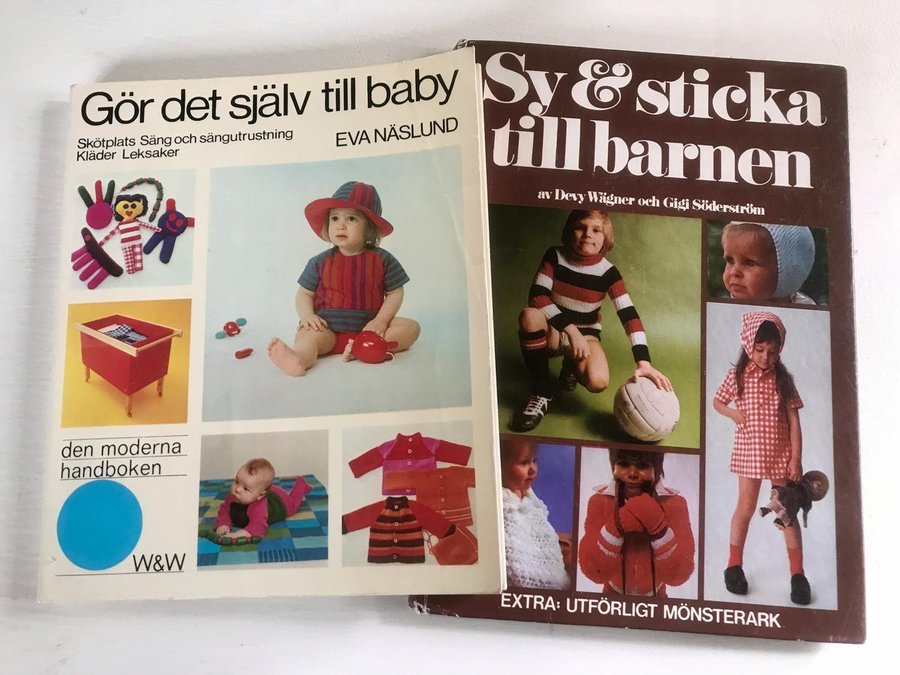 Gör det själv till baby
Skötplats Säng och sängutrustning
Kläder Leksaker
EVA NÄSLUND
den moderna
handboken
W&W
Sy & sticka
till barnen
av Devy Wägner och Gigi Söderström
EXTRA: UTFÖRLIGT MÖNSTERARK